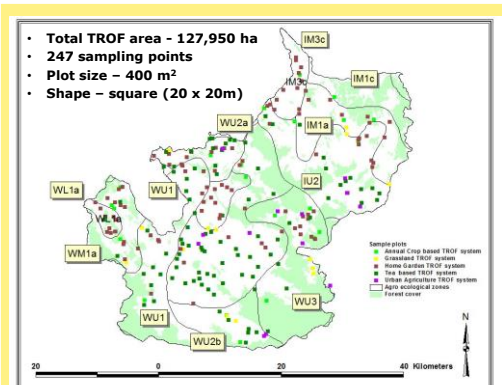 • Total TROF area - 127,950 ha
• 247 sampling points
• Plot size – 400 m²
• Shape – square (20 x 20m)
IM3c
IM3c
IM1c
WU2a
IM1a
WU1
IU2
WL1a
WL1a
WM1a
WU1
WU3
WU2b
Sample plots
Annual Crop based TROF system
Grassland TROF system
Home Garden TROF system
Tea based TROF system
Urban Agriculture TROF system
Agro ecological zones
Forest cover
N
20 0 20 40 Kilometers